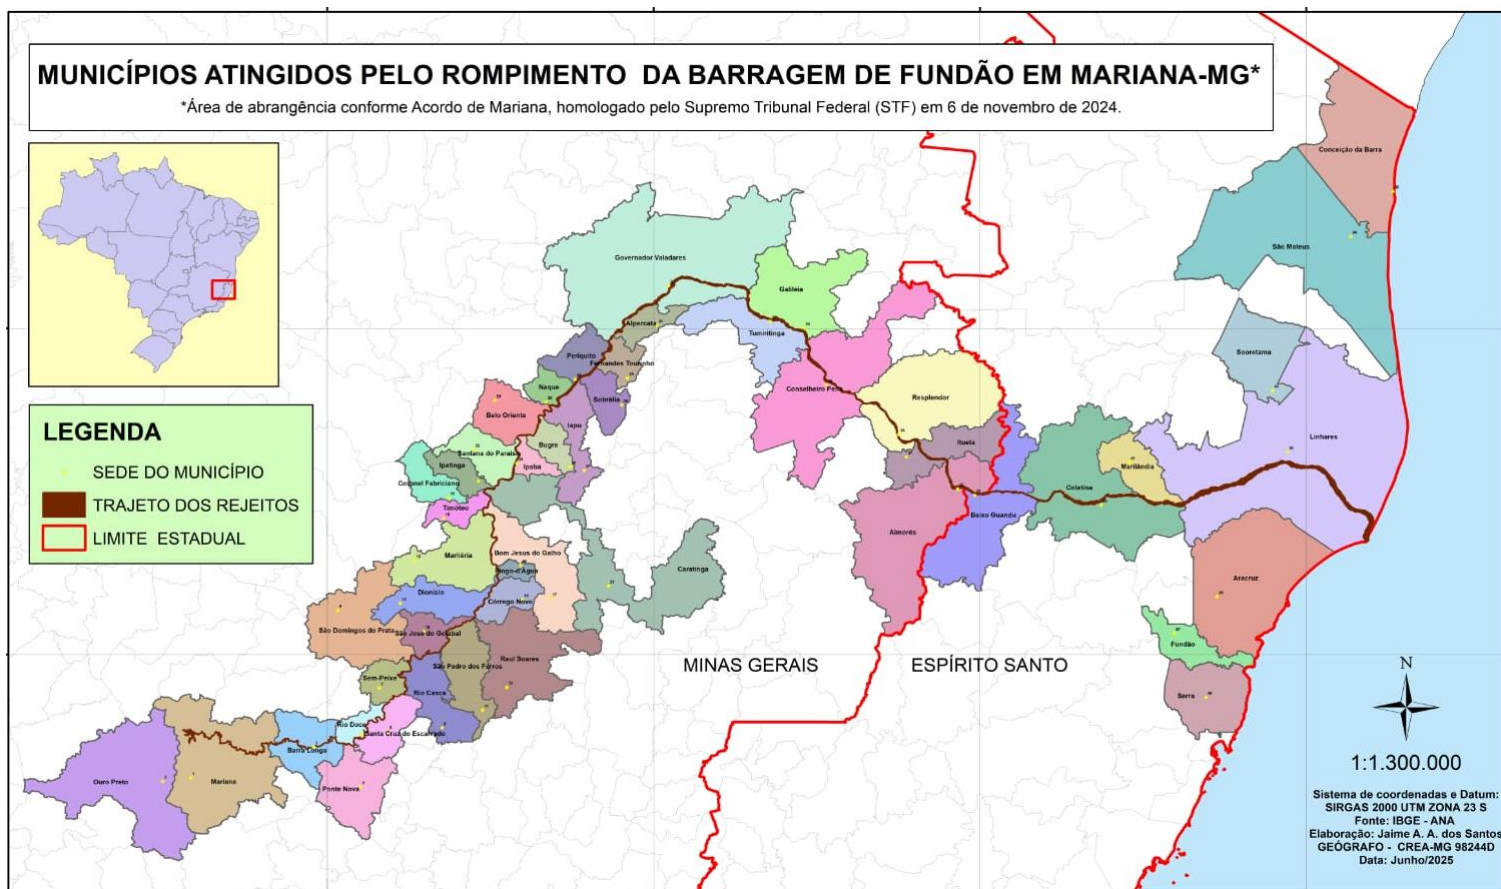 MUNICÍPIOS ATINGIDOS PELO ROMPIMENTO DA BARRAGEM DE FUNDÃO EM MARIANA-MG*
*Área de abrangência conforme Acordo de Mariana, homologado pelo Supremo Tribunal Federal (STF) em 6 de novembro de 2024.
Conceição da Barra
São Mateus
Governador Valadares
Galileia
Alpercata
Tumiritinga
Periquito
Fernandes Tourinho
Sooretama
Naque
Conselheiro Pena
Sobrália
Resplendor
Belo Oriente
Iapu
LEGENDA
SEDE DO MUNICÍPIO
TRAJETO DOS REJEITOS
LIMITE ESTADUAL
Bugre
Itueta
Linhares
Santana do Paraíso
Ipatinga
Ipaba
Marilândia
Coronel Fabriciano
Colatina
Timóteo
Baixo Guandu
Aimorés
Marliéria
Bom Jesus do Galho
Pingo-d'Água
Caratinga
Aracruz
Dionísio
Córrego Novo
São Domingos do Prata
São José do Goiabal
Fundão
Raul Soares
São Pedro dos Ferros
MINAS GERAIS
ESPÍRITO SANTO
Sem-Peixe
Rio Casca
Serra
N
Rio Doce
Santa Cruz do Escalvado
Barra Longa
1:1.300.000
Ouro Preto
Mariana
Ponte Nova
Sistema de coordenadas e Datum:
SIRGAS 2000 UTM ZONA 23 S
Fonte: IBGE - ANA
Elaboração: Jaime A. A. dos Santos
GEÓGRAFO - CREA-MG 98244D
Data: Junho/2025